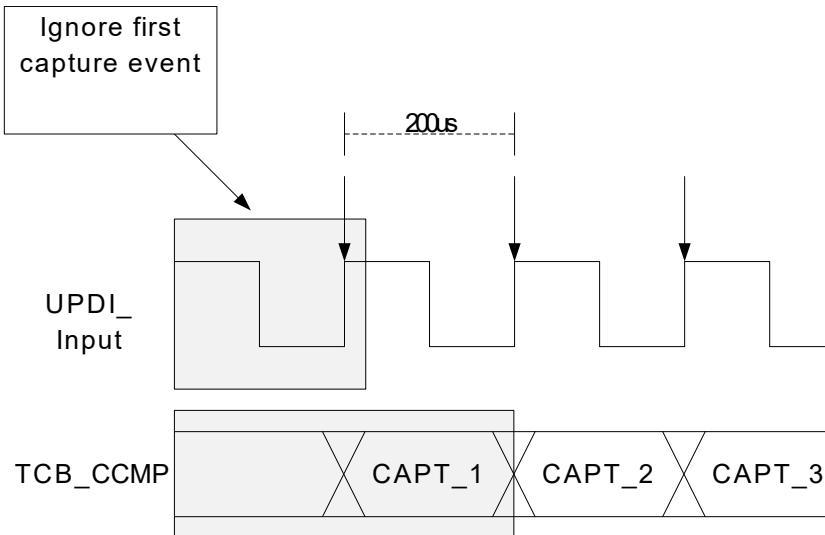 Ignore first
capture event
200us
UPDI_
Input
TCB_CCMP
CAPT_1
CAPT_2
CAPT_3